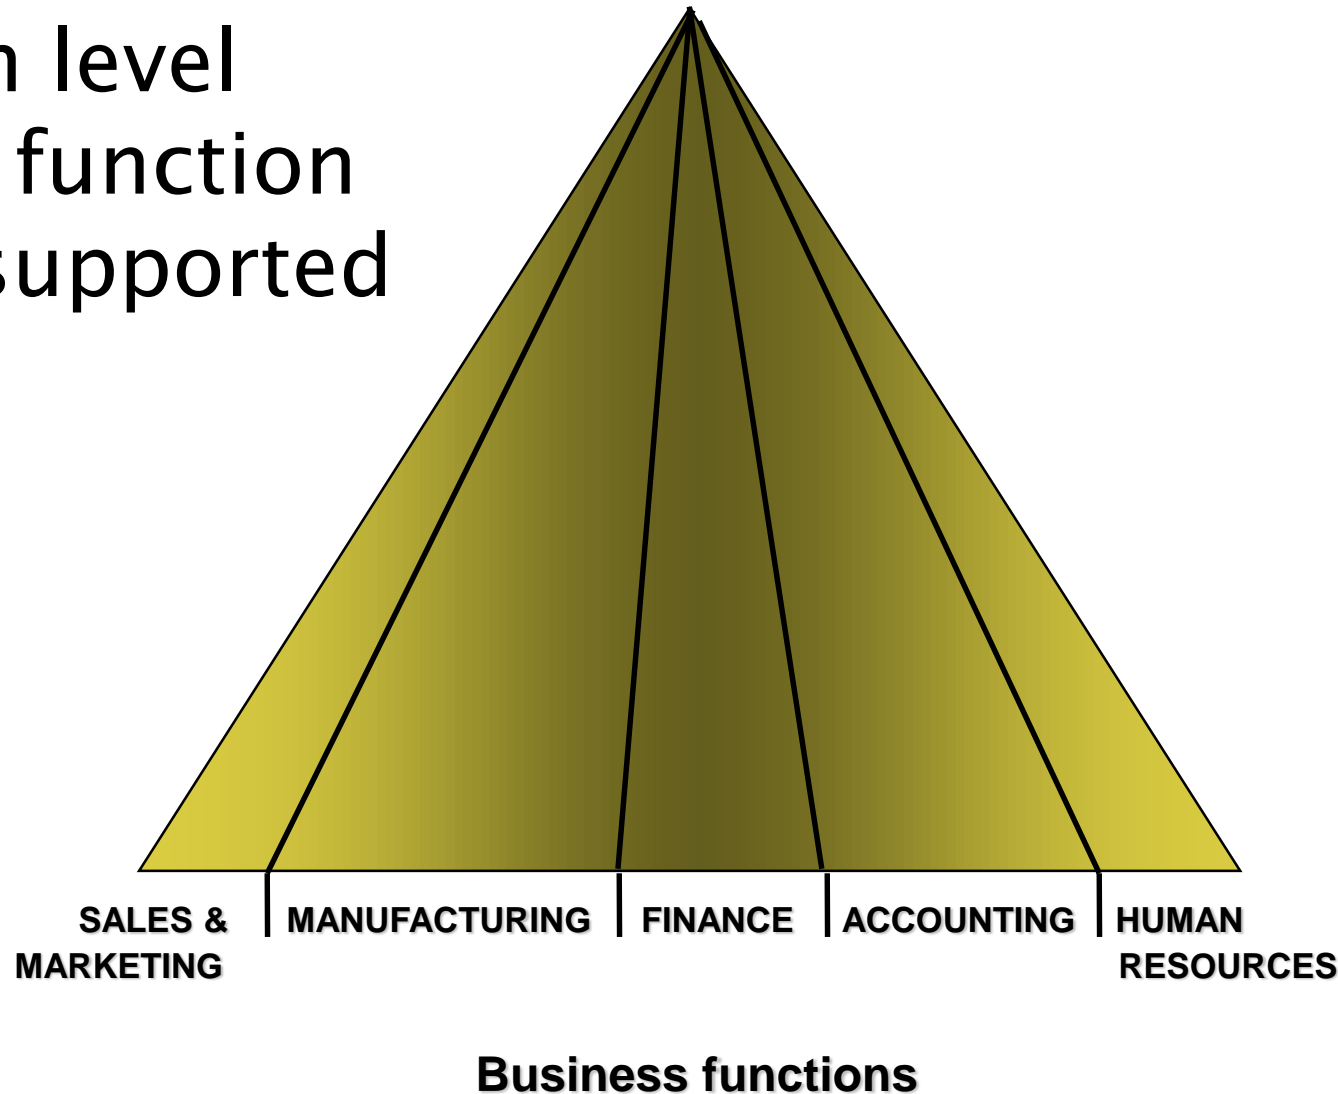 level
function
supported
SALES & MANUFACTURING FINANCE ACCOUNTING HUMAN
MARKETING RESOURCES
Business functions